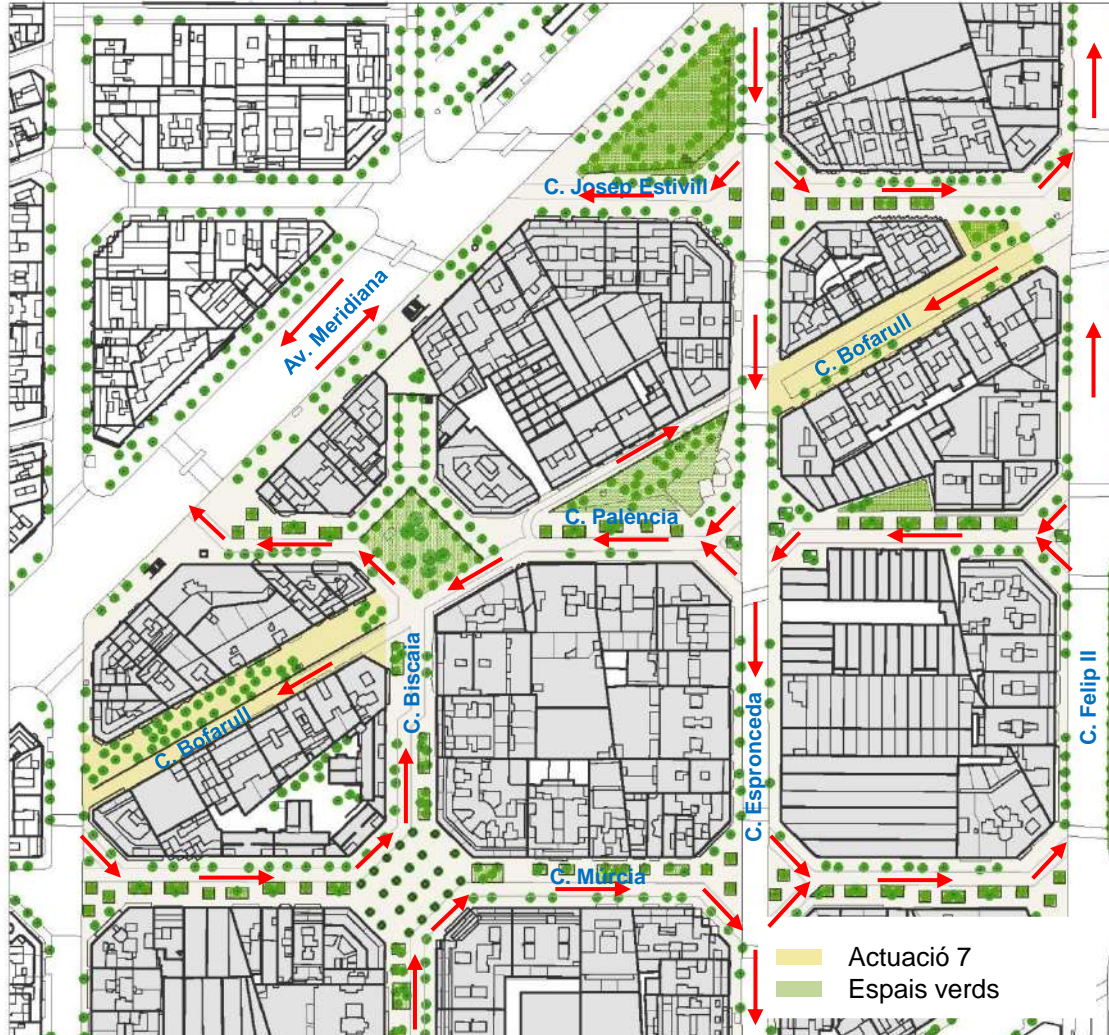 C. Josep Estivill
Av. Meridiana
C. Bofarull
C. Palència
C. Biscaia
C. Bofarull
C. Espronceda
C. Felip II
C. Múrcia
Actuació 7
Espais verds